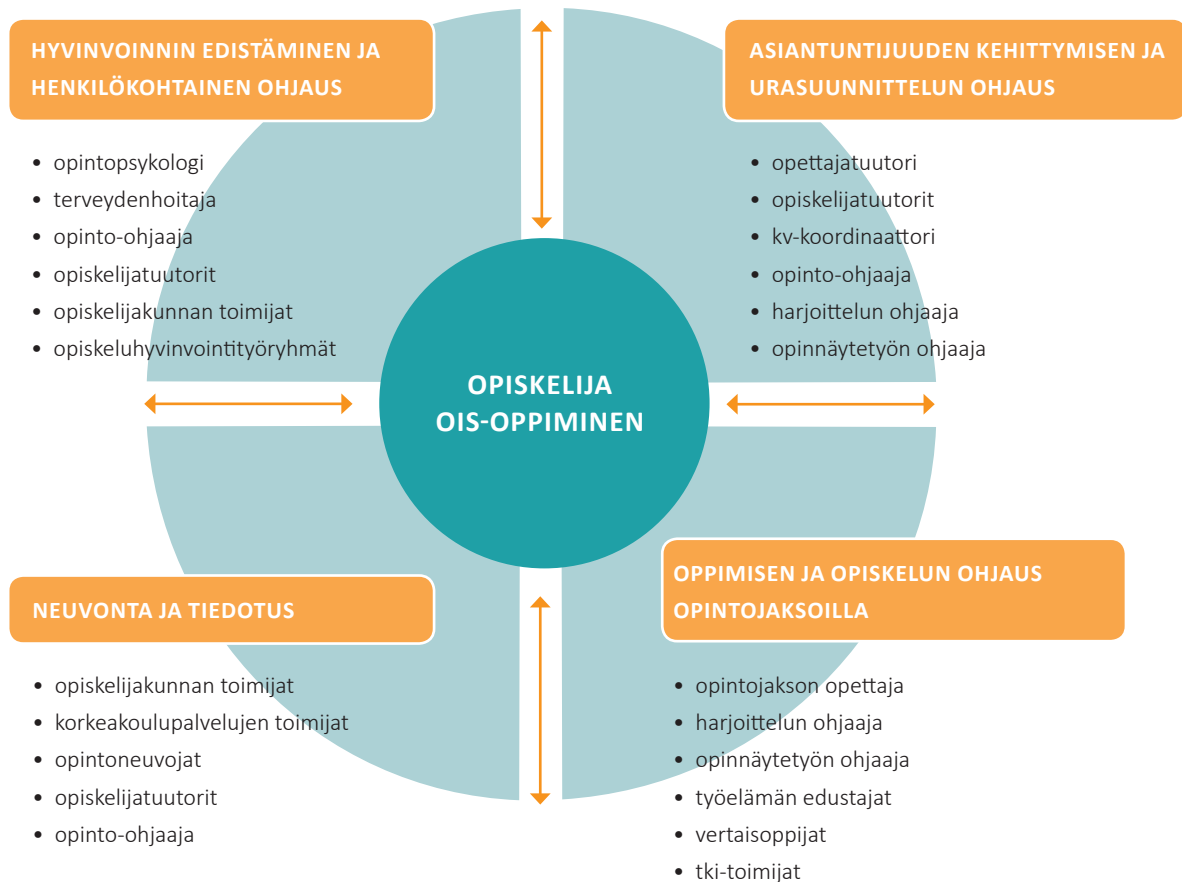 HYVINVOINNIN EDISTÄMINEN JA
HENKILÖKOHTAINEN OHJAUS
• opintopsykologi
• terveydenhoitaja
• opinto-ohjaaja
• opiskelijatuutorit
• opiskelijakunnan toimijat
• opiskeluhyvinvointityöryhmät
ASIANTUNTIJUUDEN KEHITTYMISEN JA
URASUUNNITTELUN OHJAUS
• opettajatuutori
• opiskelijatuutorit
• kv-koordinaattori
• opinto-ohjaaja
• harjoittelun ohjaaja
• opinnäytetyön ohjaaja
OPISKELIJA
OIS-OPPIMINEN
NEUVONTA JA TIEDOTUS
• opiskelijakunnan toimijat
• korkeakoulupalvelujen toimijat
• opintoneuvojat
• opiskelijatuutorit
• opinto-ohjaaja
OPPIMISEN JA OPISKELUN OHJAUS
OPINTOJAKSOILLA
• opintojakson opettaja
• harjoittelun ohjaaja
• opinnäytetyön ohjaaja
• työelämän edustajat
• vertaisoppijat
• tki-toimijat